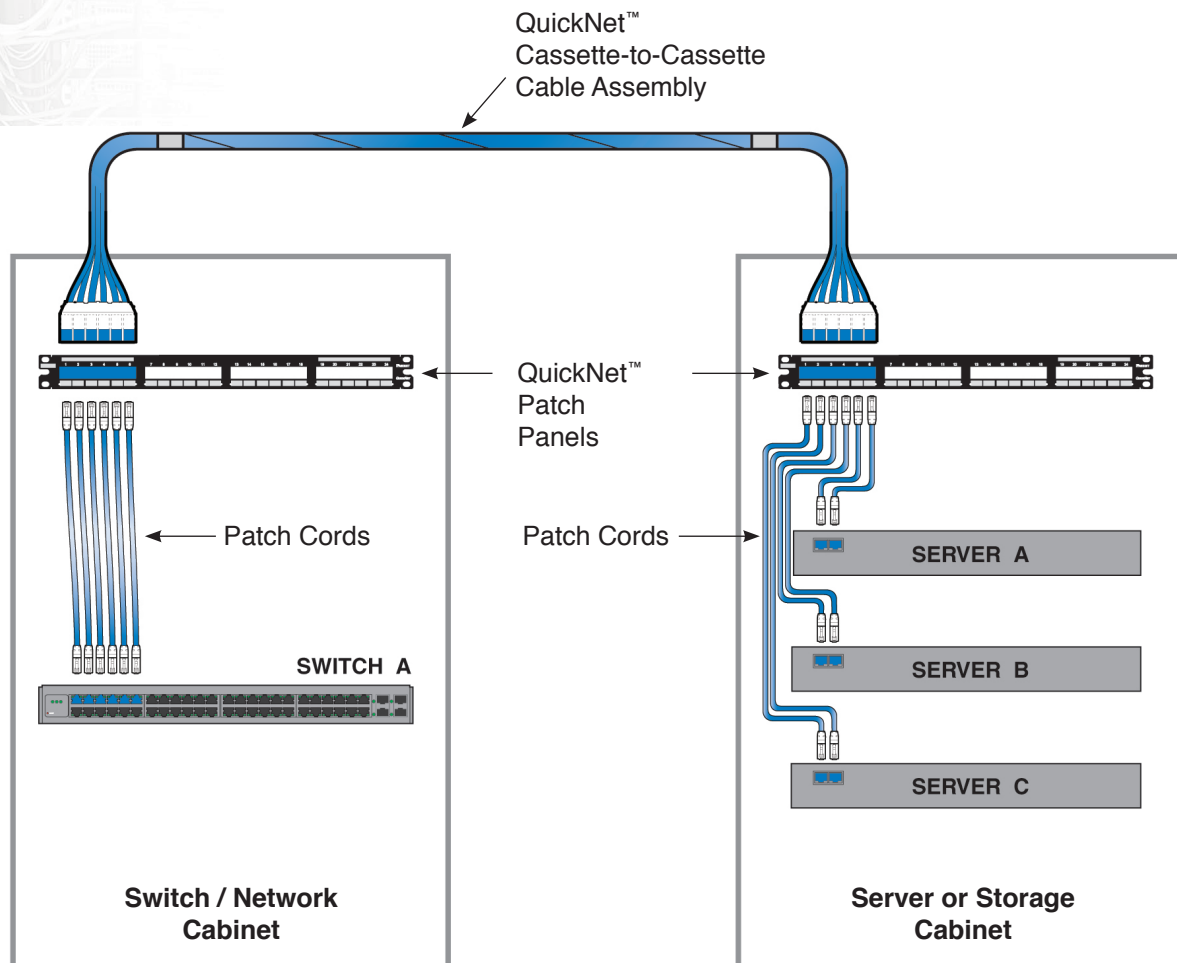 QuickNet™
Cassette-to-Cassette
Cable Assembly
QuickNet™
Patch
Panels
Patch Cords
Patch Cords
SERVER A
SERVER B
SWITCH A
SERVER C
Switch / Network
Cabinet
Server or Storage
Cabinet